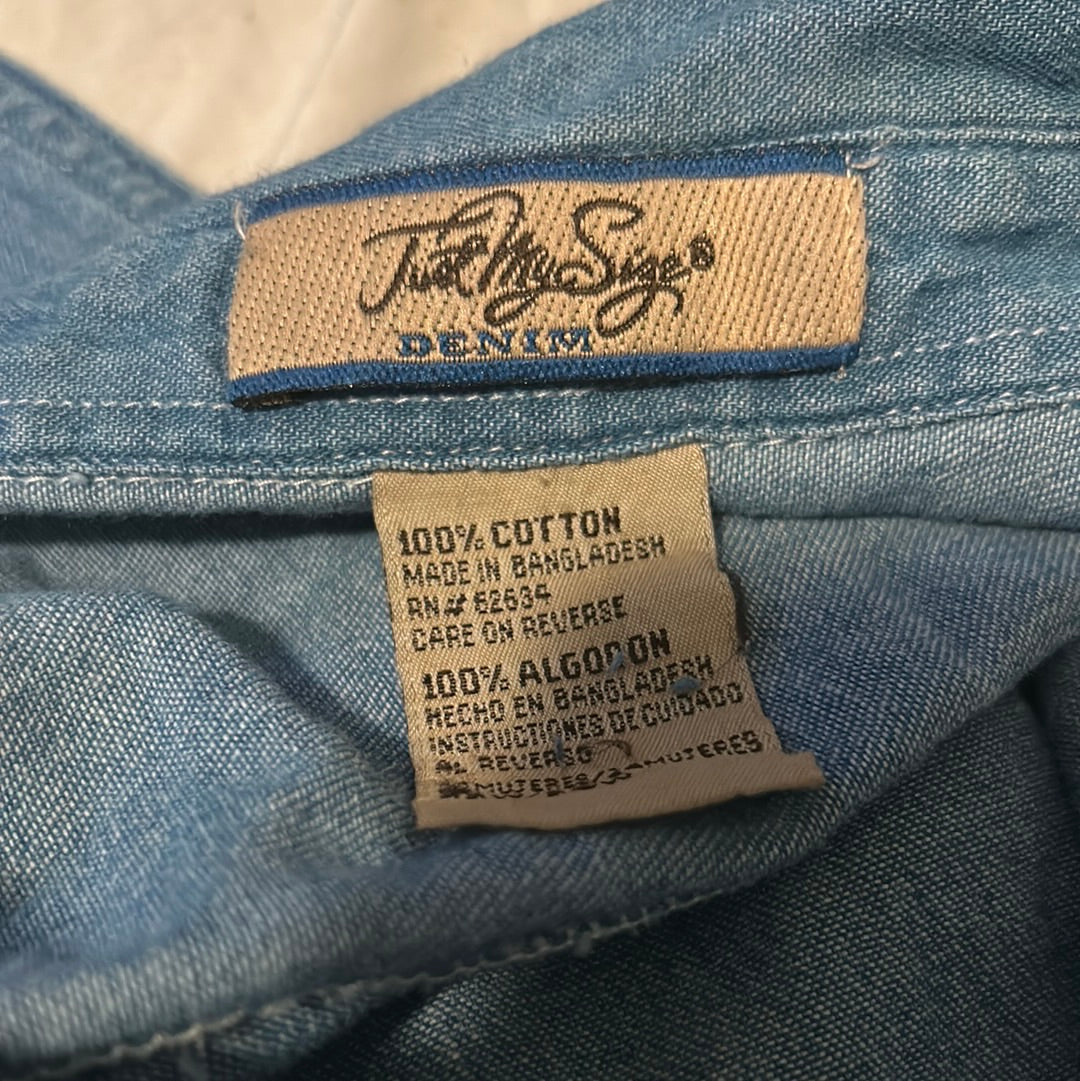 Just My Size®
DENIM
100% COTTON
MADE IN BANGLADESH
RN# 62634
CARE ON REVERSE
100% ALGODON
HECHO EN BANGLADESH
INSTRUCTIONES DE CUIDADO
AL REVERSO